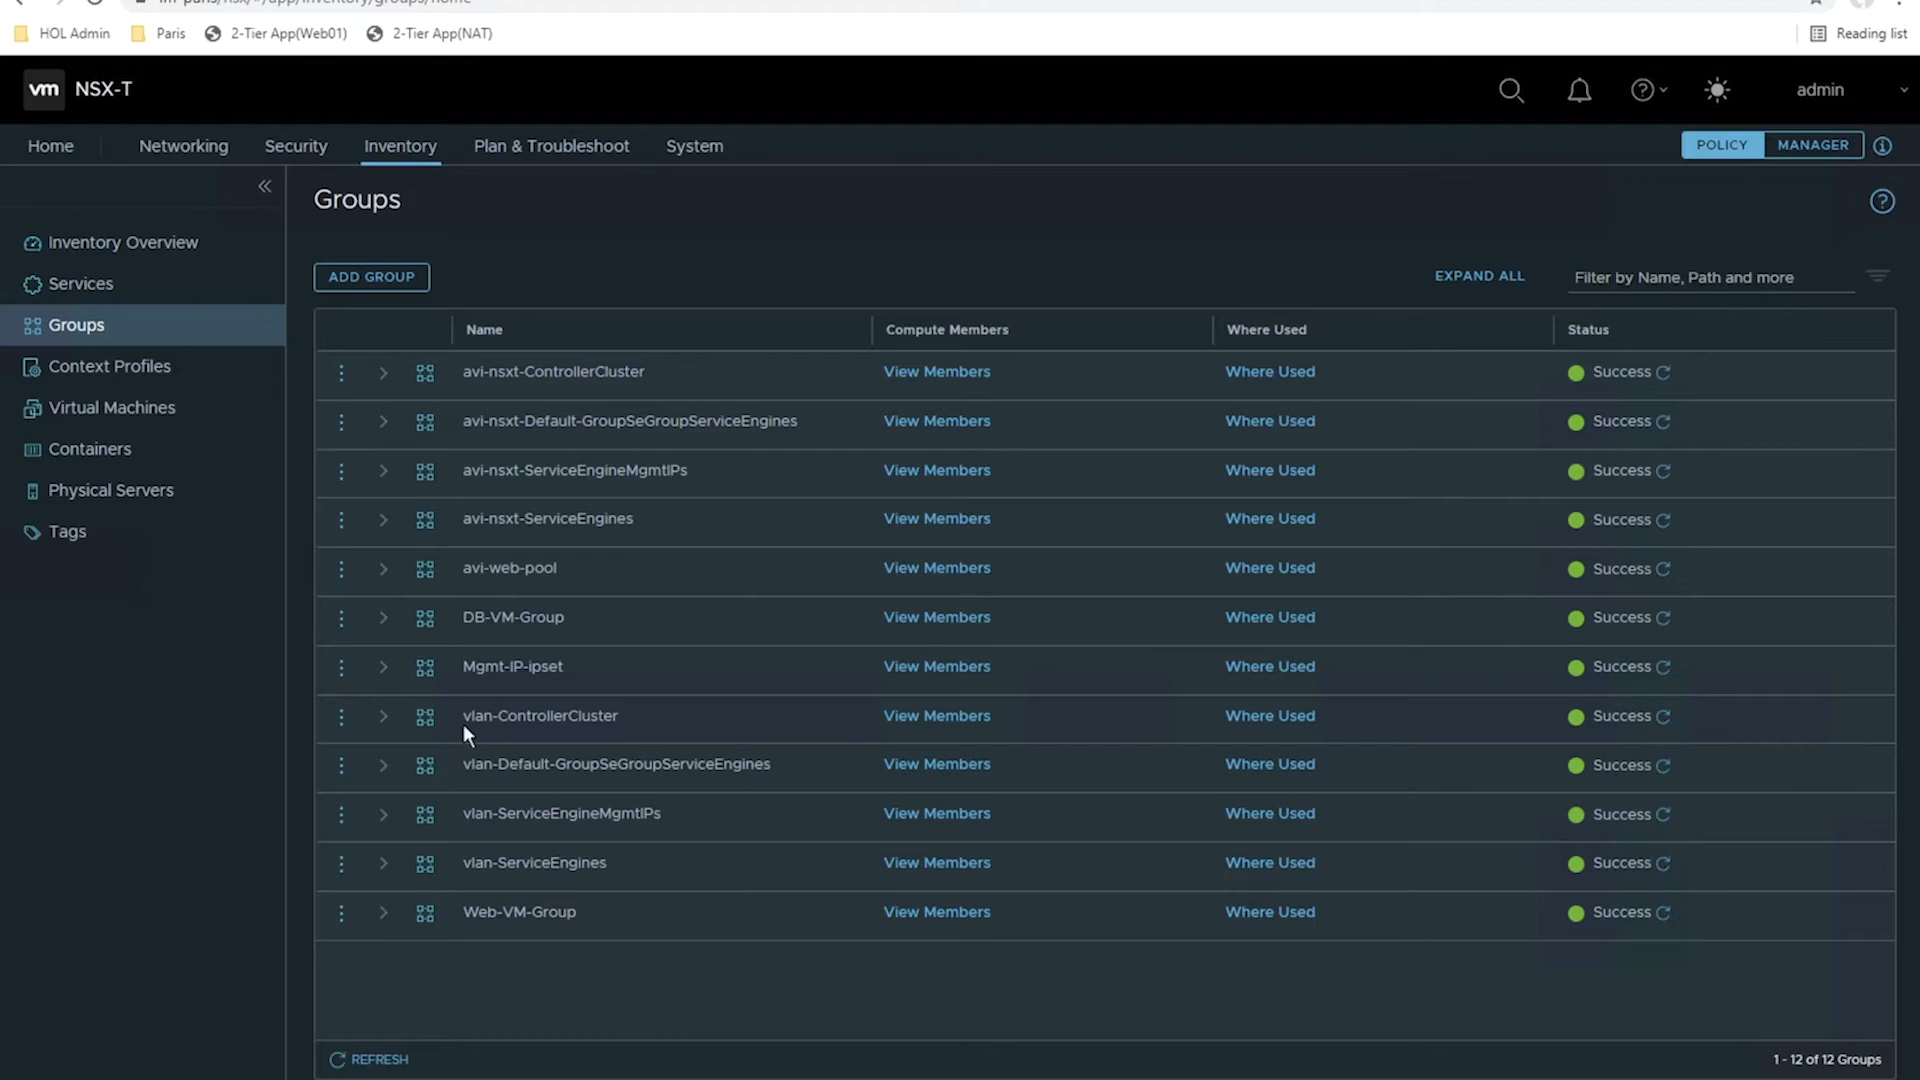 HOL Admin Paris 2-Tier App(Web01) 2-Tier App(NAT) Reading list
vm NSX-T admin
Home Networking Security Inventory Plan & Troubleshoot System POLICY MANAGER
Groups
Inventory Overview
Services
Groups
Context Profiles
Virtual Machines
Containers
Physical Servers
Tags
ADD GROUP EXPAND ALL Filter by Name, Path and more
Name Compute Members Where Used Status
avi-nsxt-ControllerCluster View Members Where Used Success
avi-nsxt-Default-GroupSeGroupServiceEngines View Members Where Used Success
avi-nsxt-ServiceEngineMgmtIPs View Members Where Used Success
avi-nsxt-ServiceEngines View Members Where Used Success
avi-web-pool View Members Where Used Success
DB-VM-Group View Members Where Used Success
Mgmt-IP-ipset View Members Where Used Success
vlan-ControllerCluster View Members Where Used Success
vlan-Default-GroupSeGroupServiceEngines View Members Where Used Success
vlan-ServiceEngineMgmtIPs View Members Where Used Success
vlan-ServiceEngines View Members Where Used Success
Web-VM-Group View Members Where Used Success
REFRESH 1 - 12 of 12 Groups